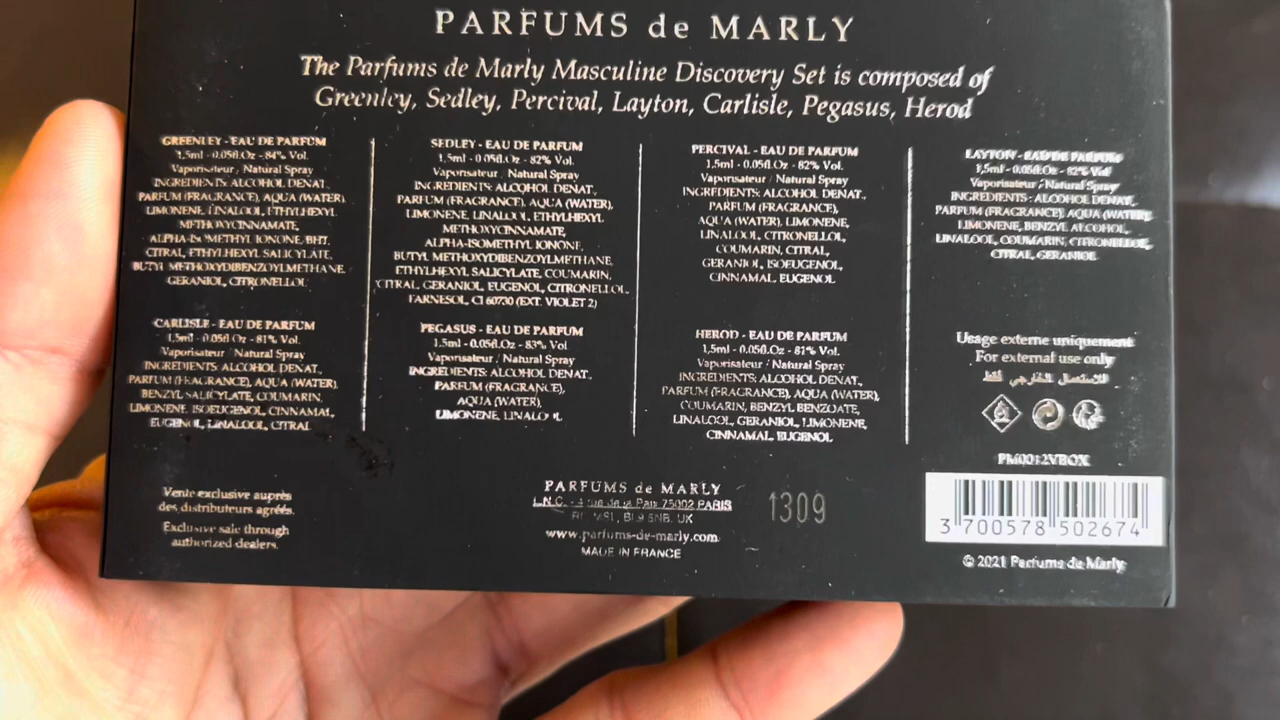 PARFUMS de MARLY
The Parfums de Marly Masculine Discovery Set is composed of
Greenley, Sedley, Percival, Layton, Carlisle, Pegasus, Herod
GREENLEY - EAU DE PARFUM
1,5ml - 0.05fl.Oz - 84% Vol.
Vaporisateur / Natural Spray
INGREDIENTS: ALCOHOL DENAT.,
PARFUM (FRAGRANCE), AQUA (WATER),
LIMONENE, LINALOOL, ETHYLHEXYL
METHOXYCINNAMATE,
ALPHA-ISOMETHYL IONONE, BHT,
CITRAL, ETHYLHEXYL SALICYLATE,
BUTYL METHOXYDIBENZOYLMETHANE,
GERANIOL, CITRONELLOL
SEDLEY - EAU DE PARFUM
1,5ml - 0.05fl.Oz - 82% Vol.
Vaporisateur / Natural Spray
INGREDIENTS: ALCOHOL DENAT.,
PARFUM (FRAGRANCE), AQUA (WATER),
LIMONENE, LINALOOL, ETHYLHEXYL
METHOXYCINNAMATE,
ALPHA-ISOMETHYL IONONE,
BUTYL METHOXYDIBENZOYLMETHANE,
ETHYLHEXYL SALICYLATE, COUMARIN,
CITRAL, GERANIOL, EUGENOL, CITRONELLOL,
FARNESOL, CI 60730 (EXT. VIOLET 2)
PERCIVAL - EAU DE PARFUM
1,5ml - 0.05fl.Oz - 82% Vol.
Vaporisateur / Natural Spray
INGREDIENTS: ALCOHOL DENAT.,
PARFUM (FRAGRANCE),
AQUA (WATER), LIMONENE,
LINALOOL, CITRONELLOL,
COUMARIN, CITRAL,
GERANIOL, ISOEUGENOL,
CINNAMAL, EUGENOL
LAYTON - EAU DE PARFUM
1,5ml - 0.05fl.Oz - 82% Vol
Vaporisateur / Natural Spray
INGREDIENTS : ALCOHOL DENAT.,
PARFUM (FRAGRANCE), AQUA (WATER),
LIMONENE, BENZYL ALCOHOL,
LINALOOL, COUMARIN, CITRONELLOL,
CITRAL, GERANIOL
CARLISLE - EAU DE PARFUM
1,5ml - 0.05fl.Oz - 81% Vol.
Vaporisateur / Natural Spray
INGREDIENTS: ALCOHOL DENAT.,
PARFUM (FRAGRANCE), AQUA (WATER),
BENZYL SALICYLATE, COUMARIN,
LIMONENE, ISOEUGENOL, CINNAMAL,
EUGENOL, LINALOOL, CITRAL
PEGASUS - EAU DE PARFUM
1,5ml - 0.05fl.Oz - 83% Vol.
Vaporisateur / Natural Spray
INGREDIENTS: ALCOHOL DENAT.,
PARFUM (FRAGRANCE),
AQUA (WATER),
LIMONENE, LINALOOL
HEROD - EAU DE PARFUM
1,5ml - 0.05fl.Oz - 81% Vol.
Vaporisateur / Natural Spray
INGREDIENTS: ALCOHOL DENAT.,
PARFUM (FRAGRANCE), AQUA (WATER),
COUMARIN, BENZYL BENZOATE,
LINALOOL, GERANIOL, LIMONENE,
CINNAMAL, EUGENOL
Usage externe uniquement
For external use only
للاستعمال الخارجي فقط
PM0012VBOX
3 700578 502674
© 2021 Parfums de Marly
Vente exclusive auprès
des distributeurs agréés.
Exclusive sale through
authorized dealers.
PARFUMS de MARLY
L.N.C. - 4 rue de la Paix 75002 PARIS
BL9 5NB, UK
www.parfums-de-marly.com
MADE IN FRANCE
1309